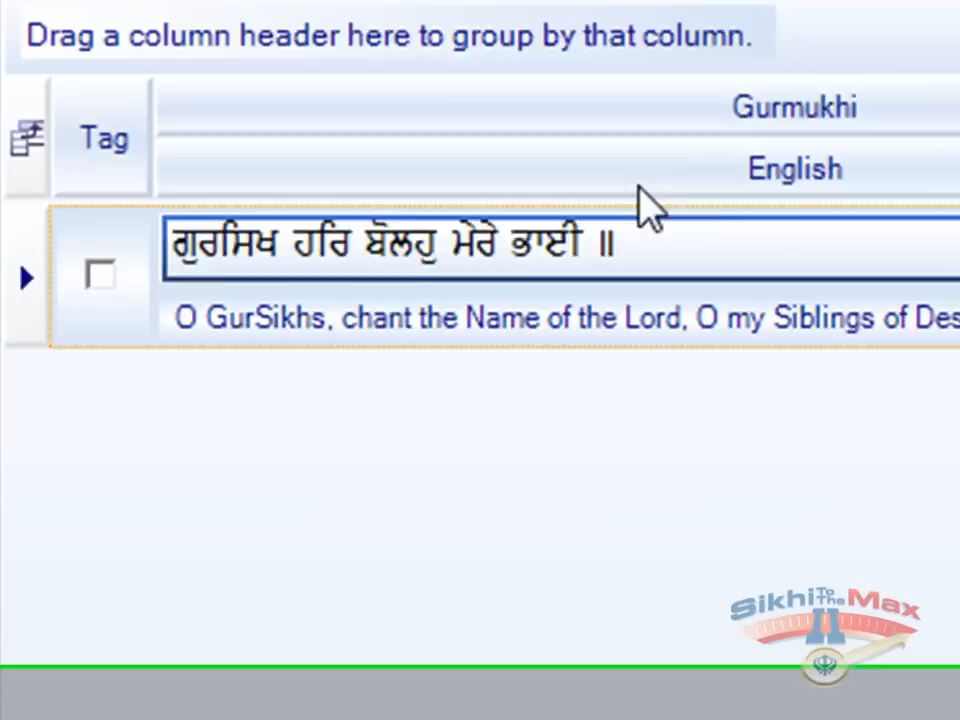 Drag a column header here to group by that column.
Gurmukhi
Tag
English
ਗੁਰਸਿਖ ਹਰਿ ਬੋਲਹੁ ਮੇਰੇ ਭਾਈ ॥
O GurSikhs, chant the Name of the Lord, O my Siblings of Des
Sikhi To The Max
II